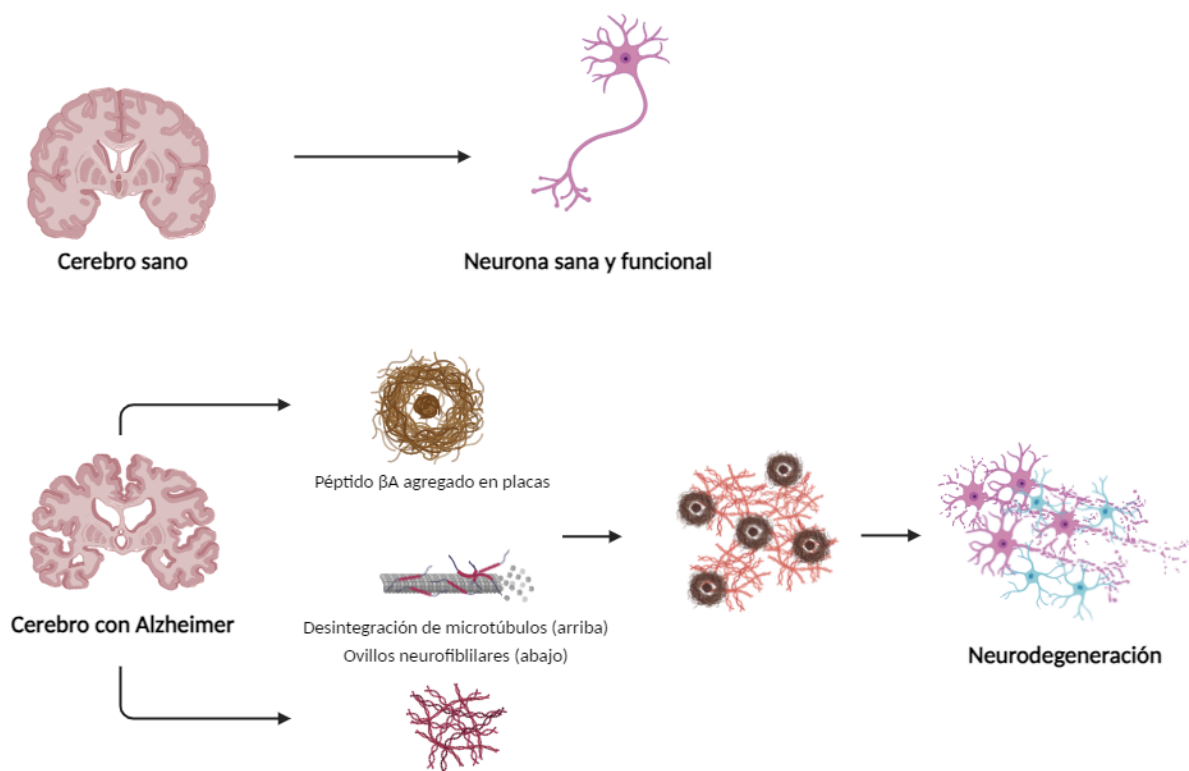 Cerebro sano
Neurona sana y funcional
Péptido βA agregado en placas
Cerebro con Alzheimer
Desintegración de microtúbulos (arriba)
Ovillos neurofiblilares (abajo)
Neurodegeneración